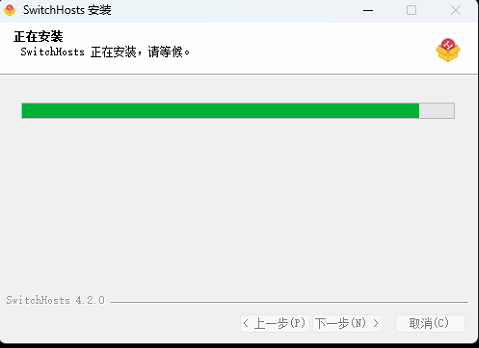 SwitchHosts 安装
正在安装
SwitchHosts 正在安装，请等候。
SwitchHosts 4.2.0
< 上一步(P) 下一步(N) > 取消(C)